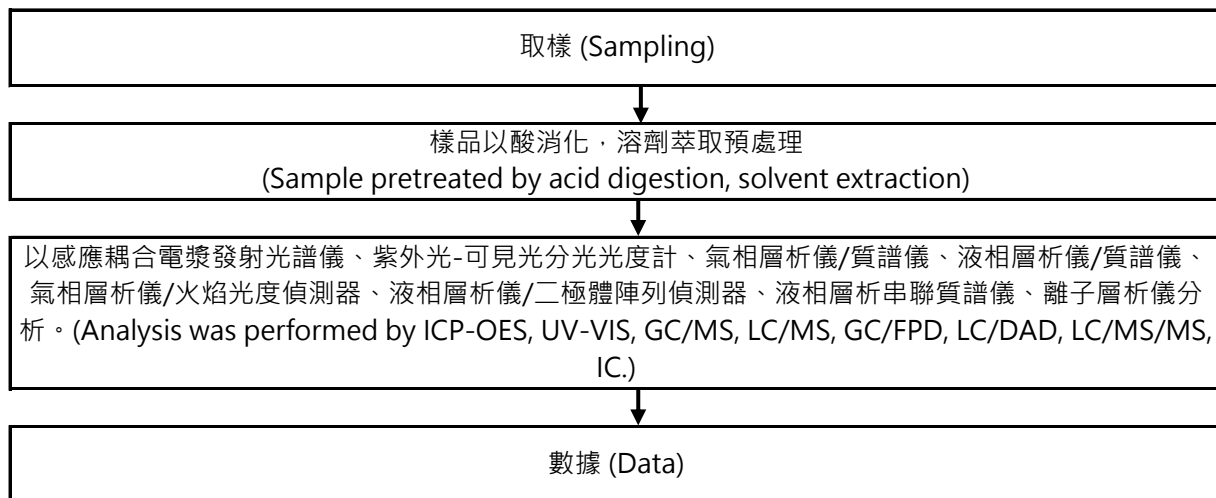 取樣 (Sampling)
樣品以酸消化，溶劑萃取預處理
(Sample pretreated by acid digestion, solvent extraction)
以感應耦合電漿發射光譜儀、紫外光-可見光分光光度計、氣相層析儀/質譜儀、液相層析儀/質譜儀、
氣相層析儀/火焰光度偵測器、液相層析儀/二極體陣列偵測器、液相層析串聯質譜儀、離子層析儀分
析。(Analysis was performed by ICP-OES, UV-VIS, GC/MS, LC/MS, GC/FPD, LC/DAD, LC/MS/MS,
IC.)
數據 (Data)